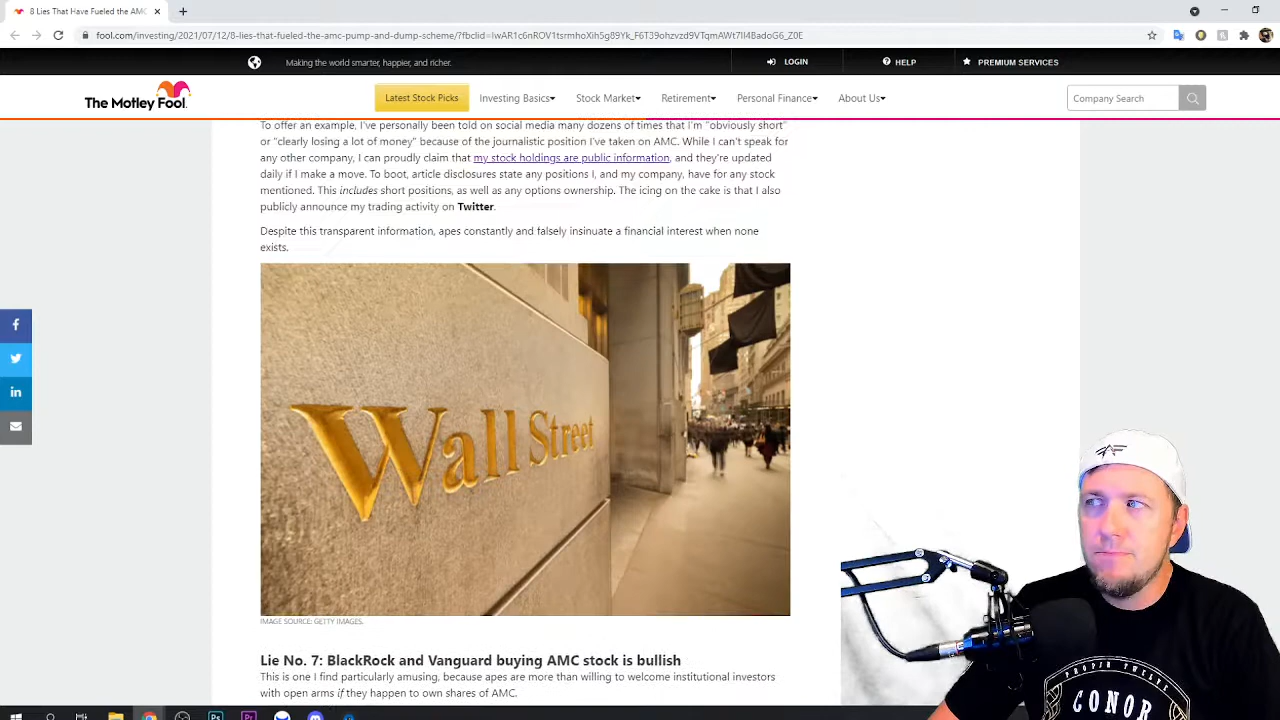 8 Lies That Have Fueled the AMC
fool.com/investing/2021/07/12/8-lies-that-fueled-the-amc-pump-and-dump-scheme/?fbclid=
Making the world smarter, happier, and richer.
LOGIN
HELP
PREMIUM SERVICES
The Motley Fool.
Latest Stock Picks
Investing Basics
Stock Market
Retirement
Personal Finance
About Us
Company Search
To offer an example, I've personally been told on social media many dozens of times that I'm "obviously short"
or "clearly losing a lot of money" because of the journalistic position I've taken on AMC. While I can't speak for
any other company, I can proudly claim that my stock holdings are public information, and they're updated
daily if I make a move. To boot, article disclosures state any positions I, and my company, have for any stock
mentioned. This includes short positions, as well as any options ownership. The icing on the cake is that I also
publicly announce my trading activity on Twitter.
Despite this transparent information, apes constantly and falsely insinuate a financial interest when none
exists.
Wall Street
IMAGE SOURCE: GETTY IMAGES.
Lie No. 7: BlackRock and Vanguard buying AMC stock is bullish
This is one I find particularly amusing, because apes are more than willing to welcome institutional investors
with open arms if they happen to own shares of AMC.
CONOR